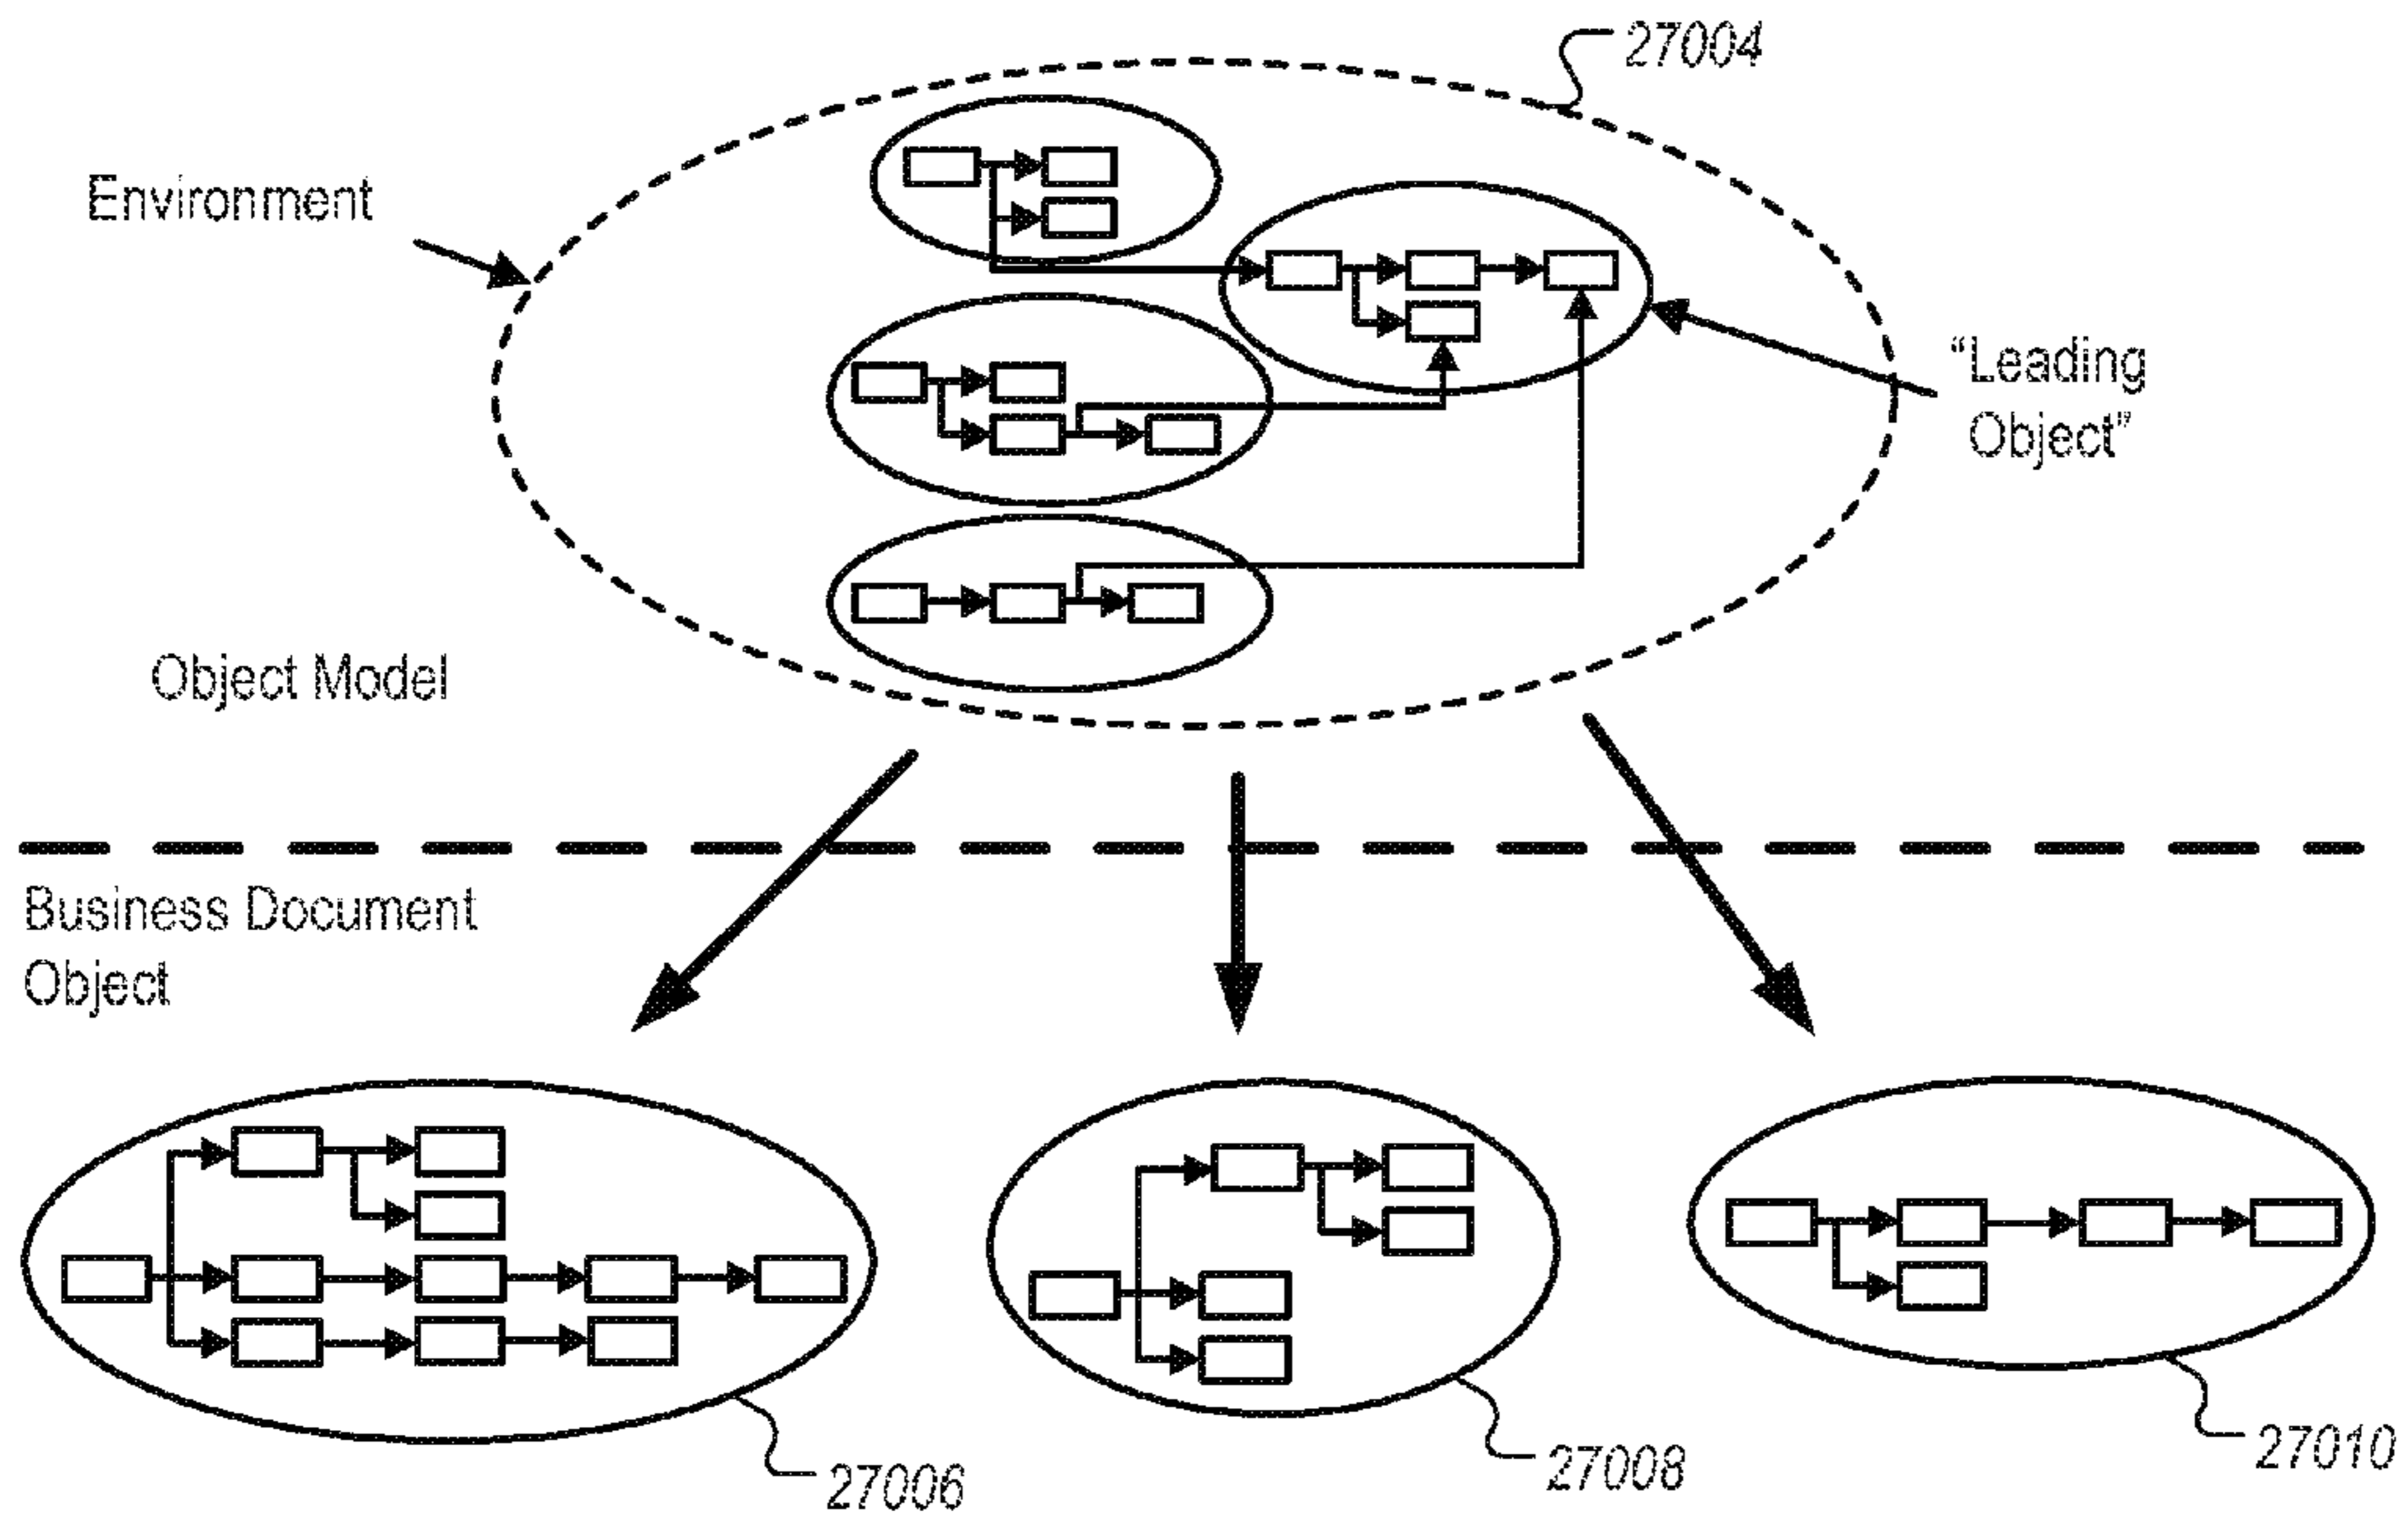 27004
Environment
“Leading
Object”
Object Model
Business Document
Object
27006
27008
27010